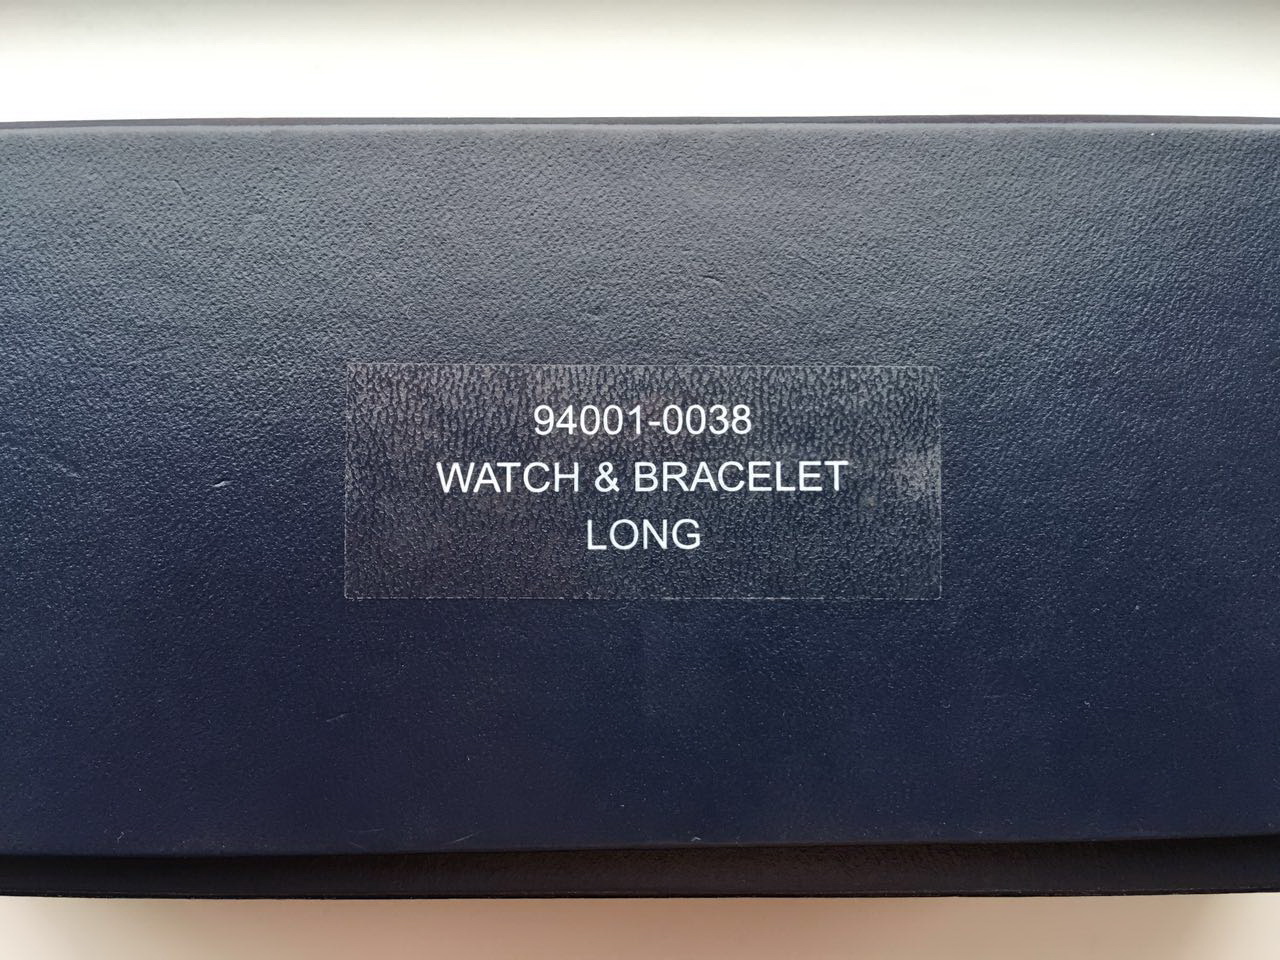 94001-0038
WATCH & BRACELET
LONG